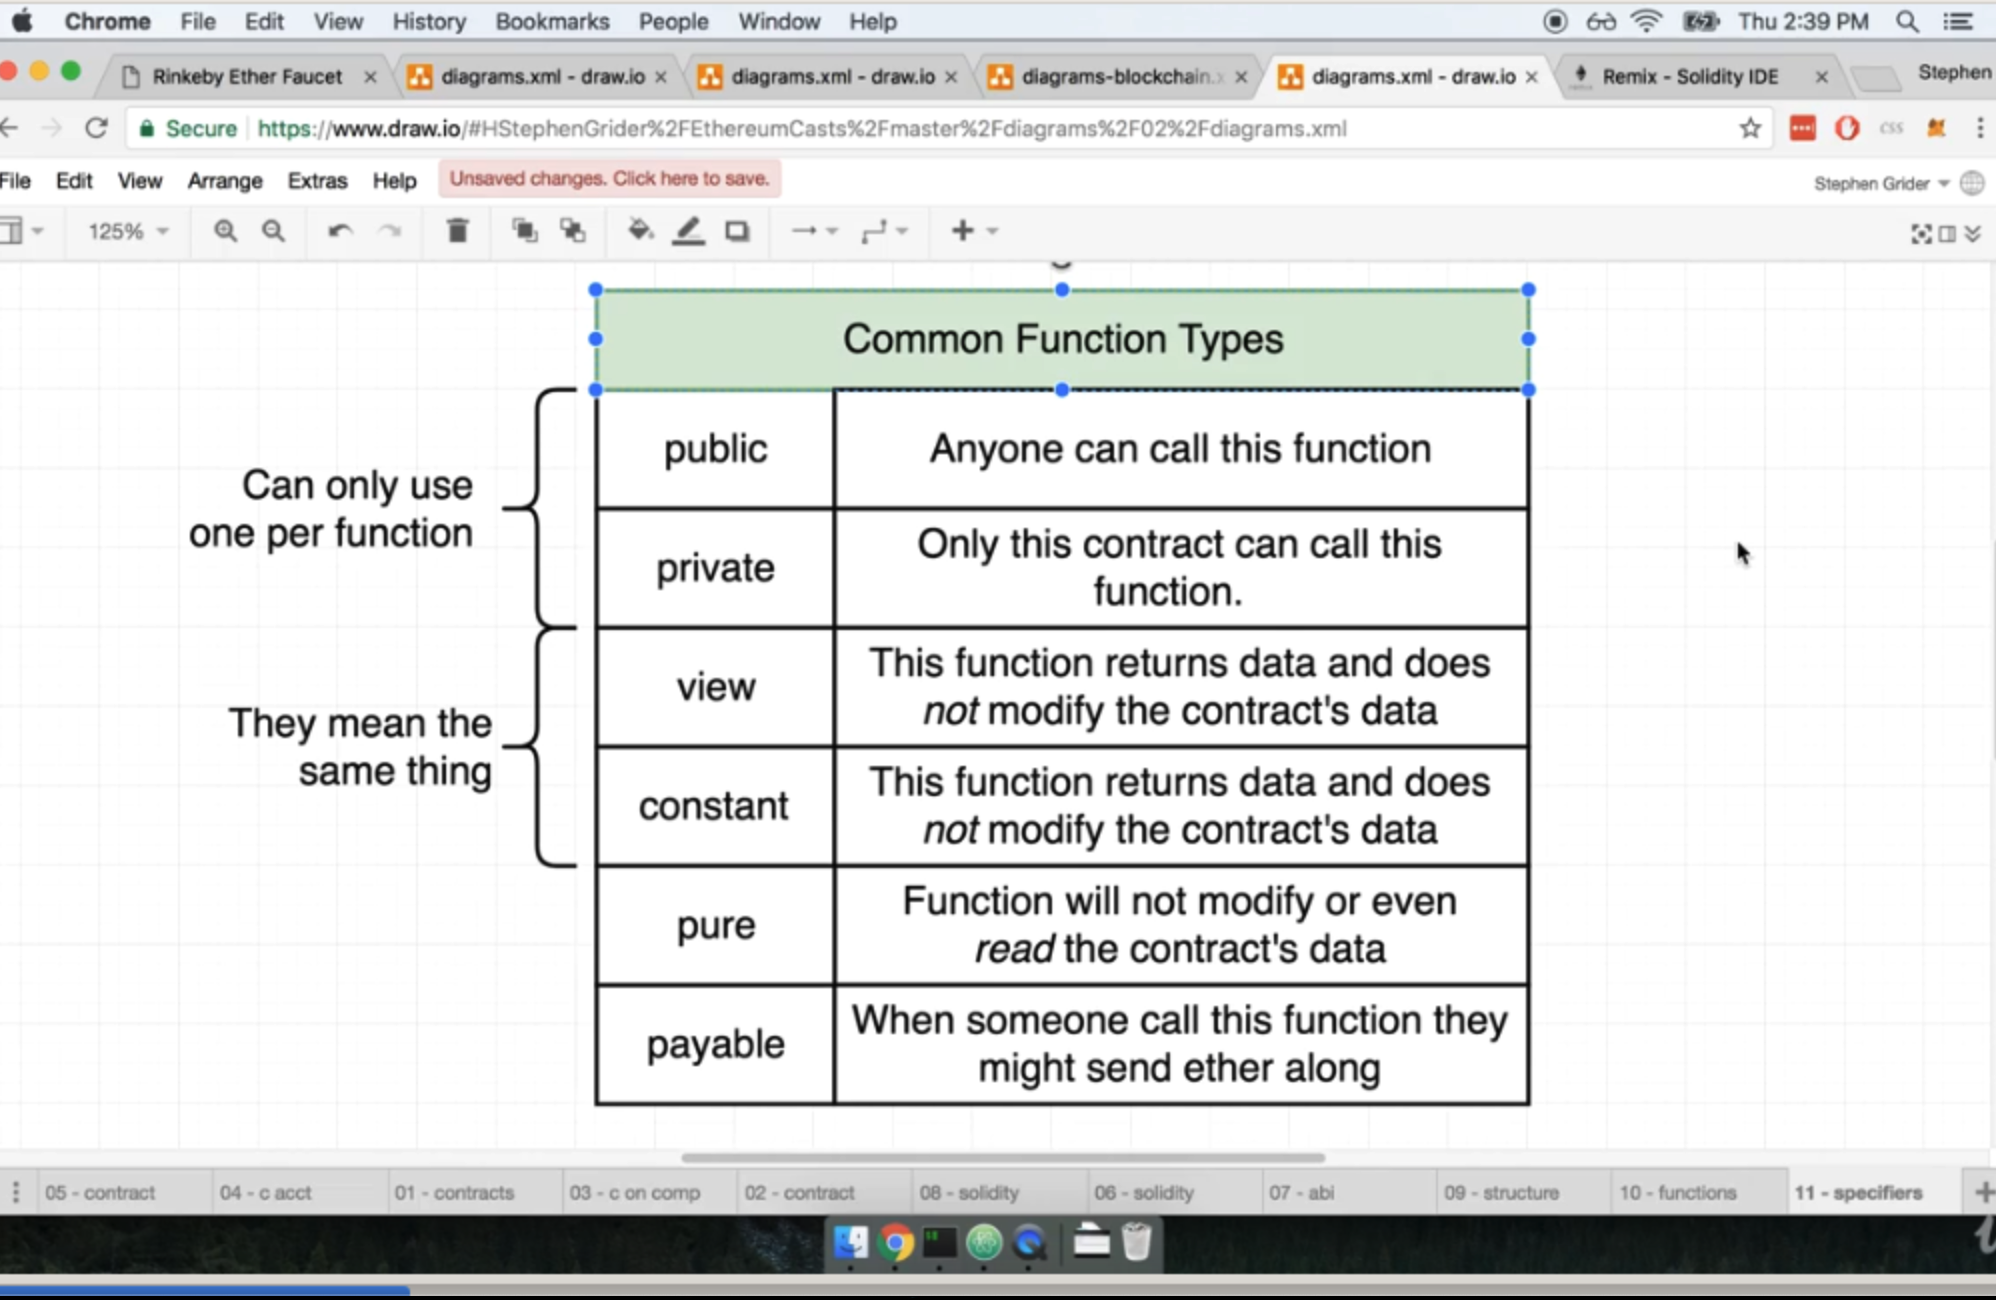 Chrome File Edit View History Bookmarks People Window Help Thu 2:39 PM
Rinkeby Ether Faucet diagrams.xml - draw.io diagrams.xml - draw.io diagrams-blockchain.x diagrams.xml - draw.io Remix - Solidity IDE Stephen
Secure https://www.draw.io/#HStephenGrider%2FEthereumCasts%2Fmaster%2Fdiagrams%2F02%2Fdiagrams.xml css
File Edit View Arrange Extras Help Unsaved changes. Click here to save. Stephen Grider
125%
Common Function Types
Can only use
one per function
public
Anyone can call this function
private
Only this contract can call this
function.
They mean the
same thing
view
This function returns data and does
not modify the contract's data
constant
This function returns data and does
not modify the contract's data
pure
Function will not modify or even
read the contract's data
payable
When someone call this function they
might send ether along
05 - contract 04 - c acct 01 - contracts 03 - c on comp 02 - contract 08 - solidity 06 - solidity 07 - abi 09 - structure 10 - functions 11 - specifiers